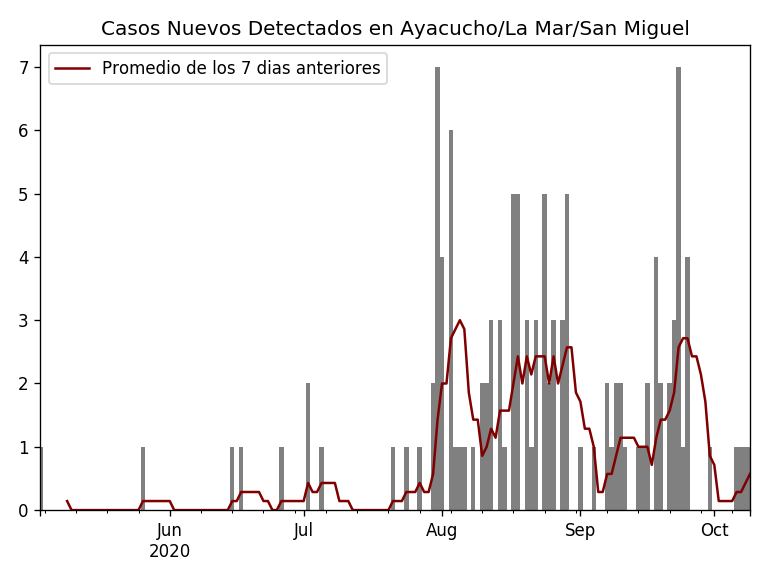 Casos Nuevos Detectados en Ayacucho/La Mar/San Miguel
Promedio de los 7 dias anteriores
7
6
5
4
3
2
1
0
Jun
2020
Jul
Aug
Sep
Oct